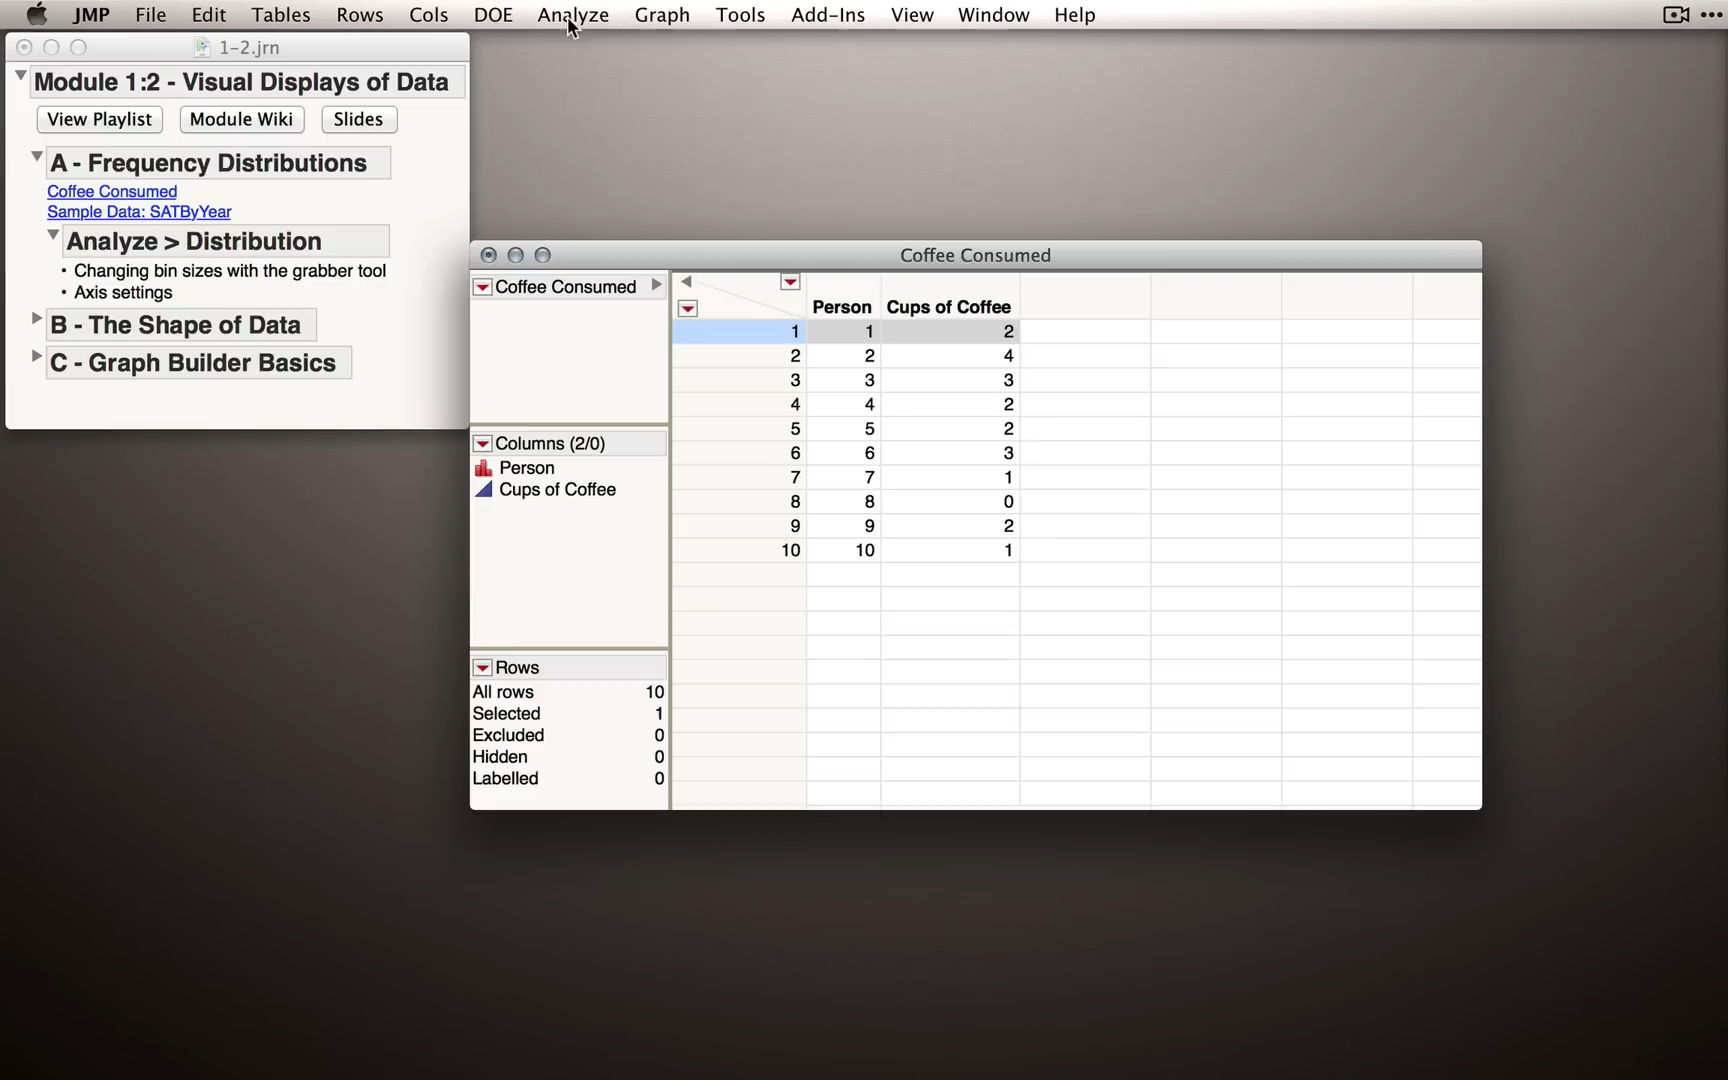 JMP File Edit Tables Rows Cols DOE Analyze Graph Tools Add-Ins View Window Help
1-2.jrn
Module 1:2 - Visual Displays of Data
View Playlist Module Wiki Slides
A - Frequency Distributions
Coffee Consumed
Sample Data: SATByYear
Analyze > Distribution
• Changing bin sizes with the grabber tool
• Axis settings
B - The Shape of Data
C - Graph Builder Basics
Coffee Consumed
Coffee Consumed
Columns (2/0)
Person
Cups of Coffee
Rows
All rows 10
Selected 1
Excluded 0
Hidden 0
Labelled 0
Person Cups of Coffee
1 1 2
2 2 4
3 3 3
4 4 2
5 5 2
6 6 3
7 7 1
8 8 0
9 9 2
10 10 1